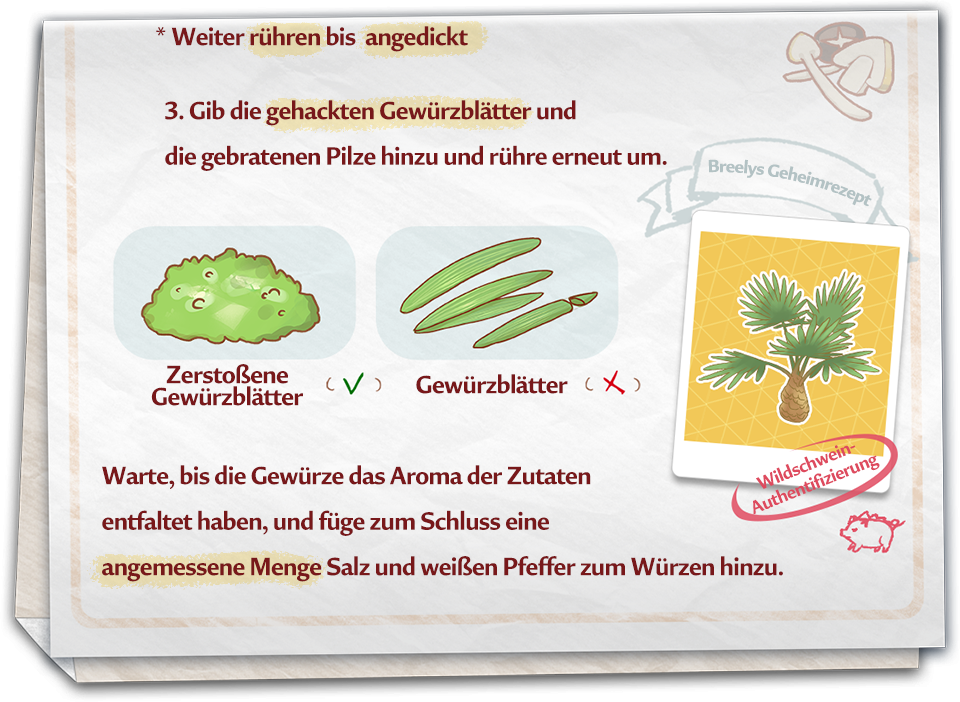 * Weiter rühren bis angedickt
3. Gib die gehackten Gewürzblätter und
die gebratenen Pilze hinzu und rühre erneut um.
Breelys Geheimrezept
Zerstoßene
Gewürzblätter
Gewürzblätter
Wildschwein-
Authentifizierung
Warte, bis die Gewürze das Aroma der Zutaten
entfaltet haben, und füge zum Schluss eine
angemessene Menge Salz und weißen Pfeffer zum Würzen hinzu.